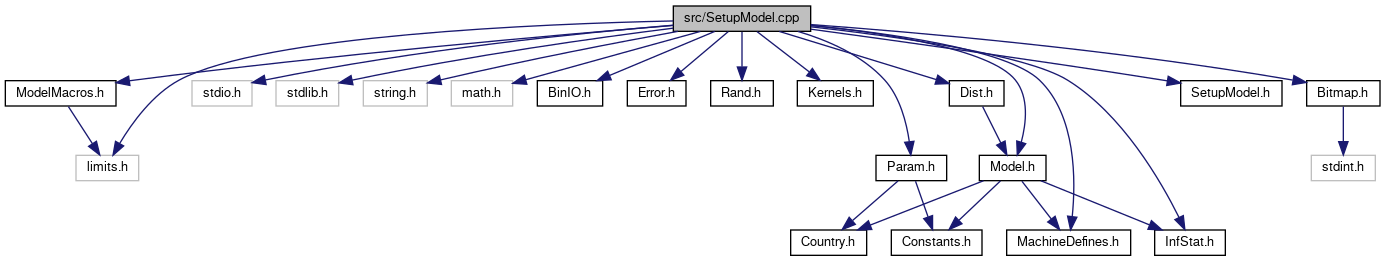 src/SetupModel.cpp
ModelMacros.h
stdio.h
stdlib.h
string.h
math.h
BinIO.h
Error.h
Rand.h
Kernels.h
Dist.h
SetupModel.h
Bitmap.h
limits.h
Param.h
Model.h
stdint.h
Country.h
Constants.h
MachineDefines.h
InfStat.h